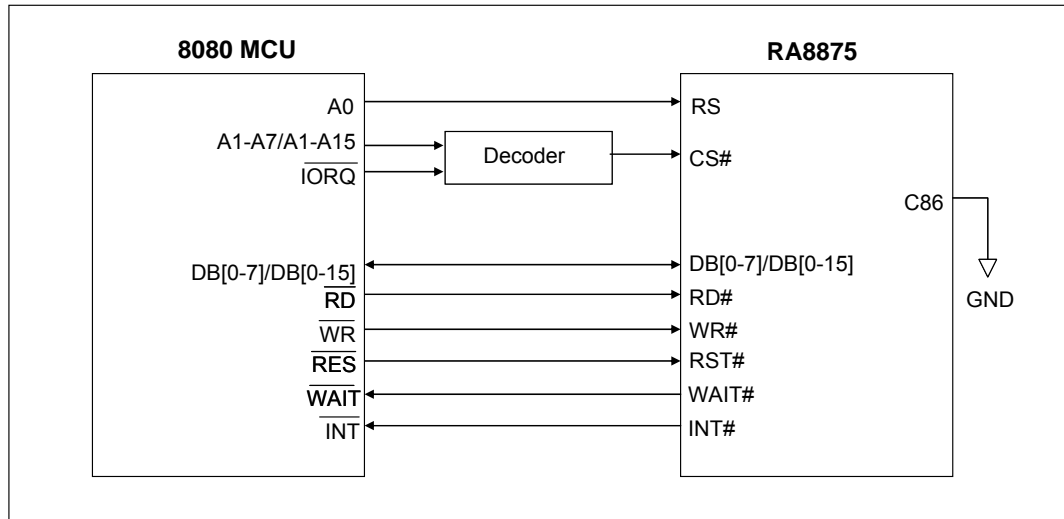 8080 MCU
RA8875
A0
RS
A1-A7/A1-A15
Decoder
CS#
IORQ
C86
DB[0-7]/DB[0-15]
DB[0-7]/DB[0-15]
RD
RD#
GND
WR
WR#
RES
RST#
WAIT
WAIT#
INT
INT#